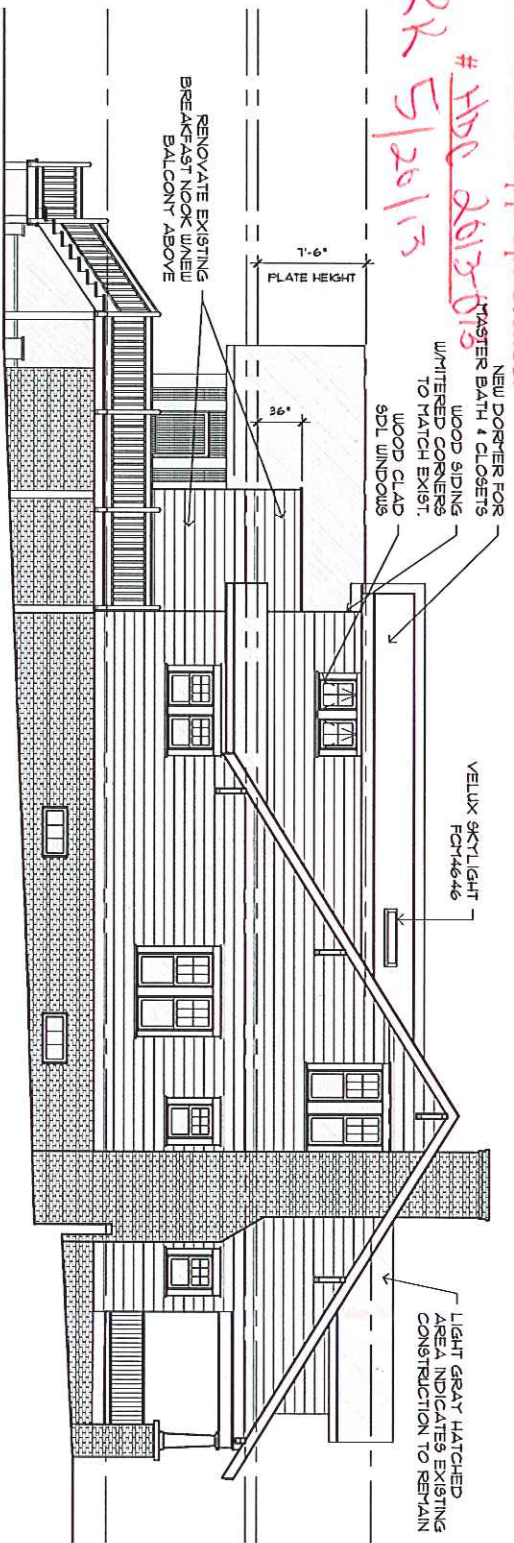 # HDC 2013-075
RK 5/20/13
NEW DORMER FOR
MASTER BATH & CLOSETS
WOOD SIDING
W/MITERED CORNERS
TO MATCH EXIST.
WOOD CLAD
SDL WINDOWS
7'-6"
PLATE HEIGHT
36"
RENOVATE EXISTING
BREAKFAST NOOK W/NEW
BALCONY ABOVE
VELUX SKYLIGHT
FCM4646
LIGHT GRAY HATCHED
AREA INDICATES EXISTING
CONSTRUCTION TO REMAIN